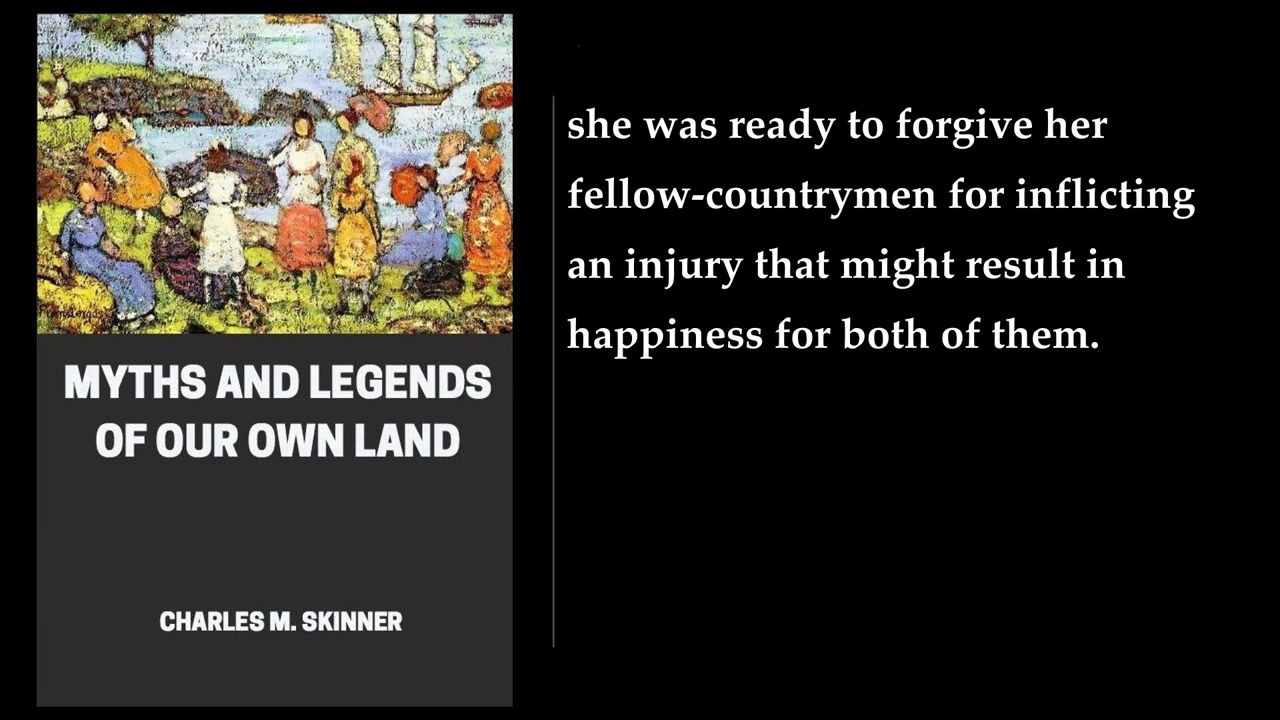 MYTHS AND LEGENDS
OF OUR OWN LAND
CHARLES M. SKINNER
she was ready to forgive her
fellow-countrymen for inflicting
an injury that might result in
happiness for both of them.